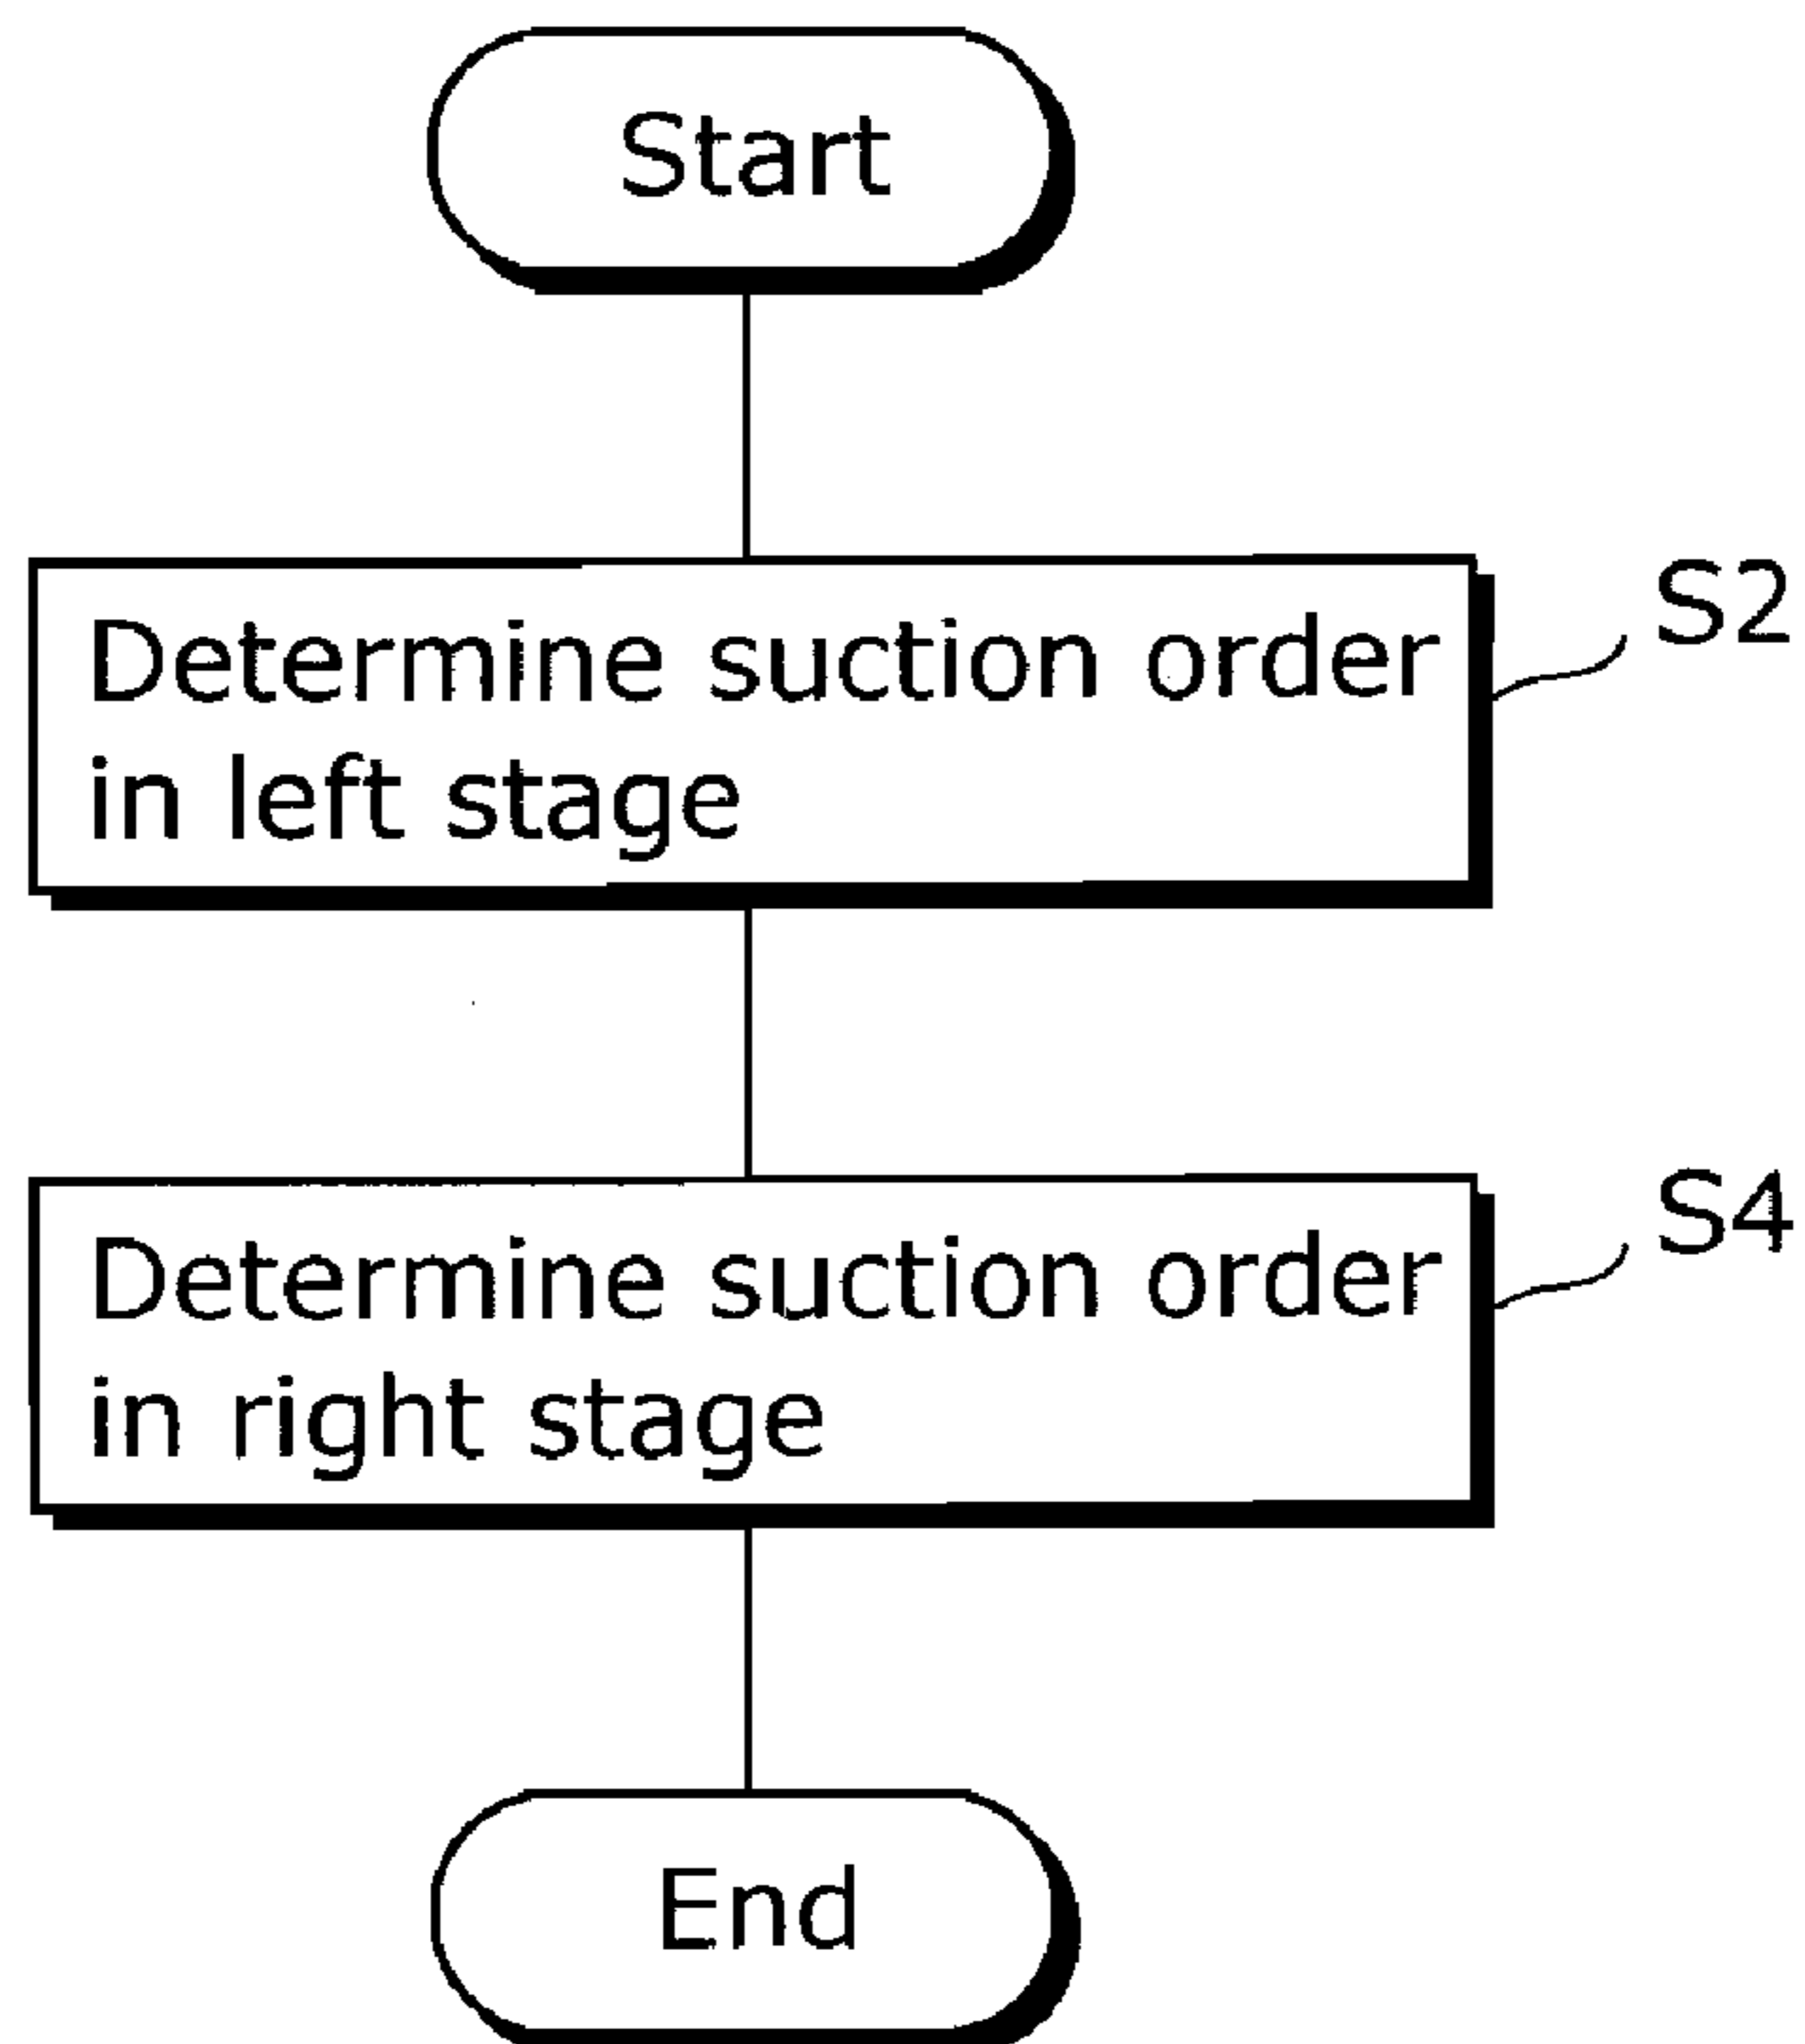 Start
Determine suction order
in left stage
S2
Determine suction order
in right stage
S4
End